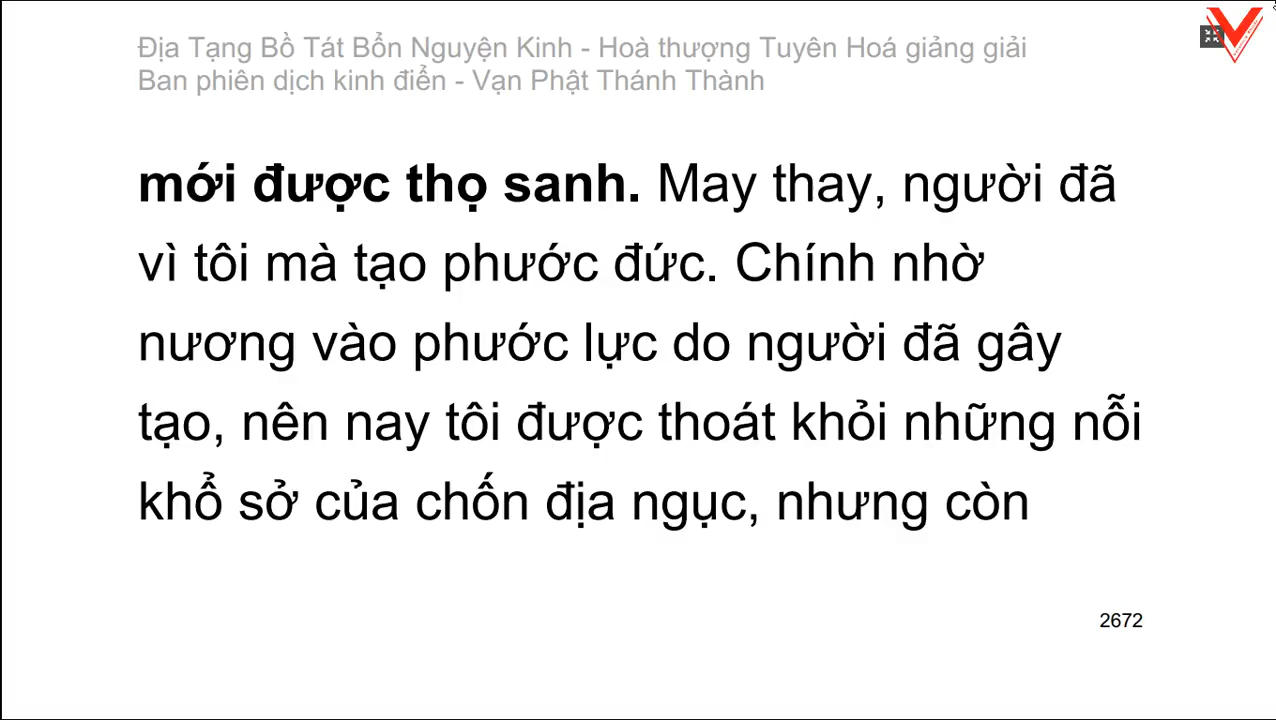 Địa Tạng Bồ Tát Bổn Nguyện Kinh - Hoà thượng Tuyên Hoá giảng giải
Ban phiên dịch kinh điển - Vạn Phật Thánh Thành
mới được thọ sanh. May thay, người đã
vì tôi mà tạo phước đức. Chính nhờ
nương vào phước lực do người đã gây
tạo, nên nay tôi được thoát khỏi những nỗi
khổ sở của chốn địa ngục, nhưng còn
2672